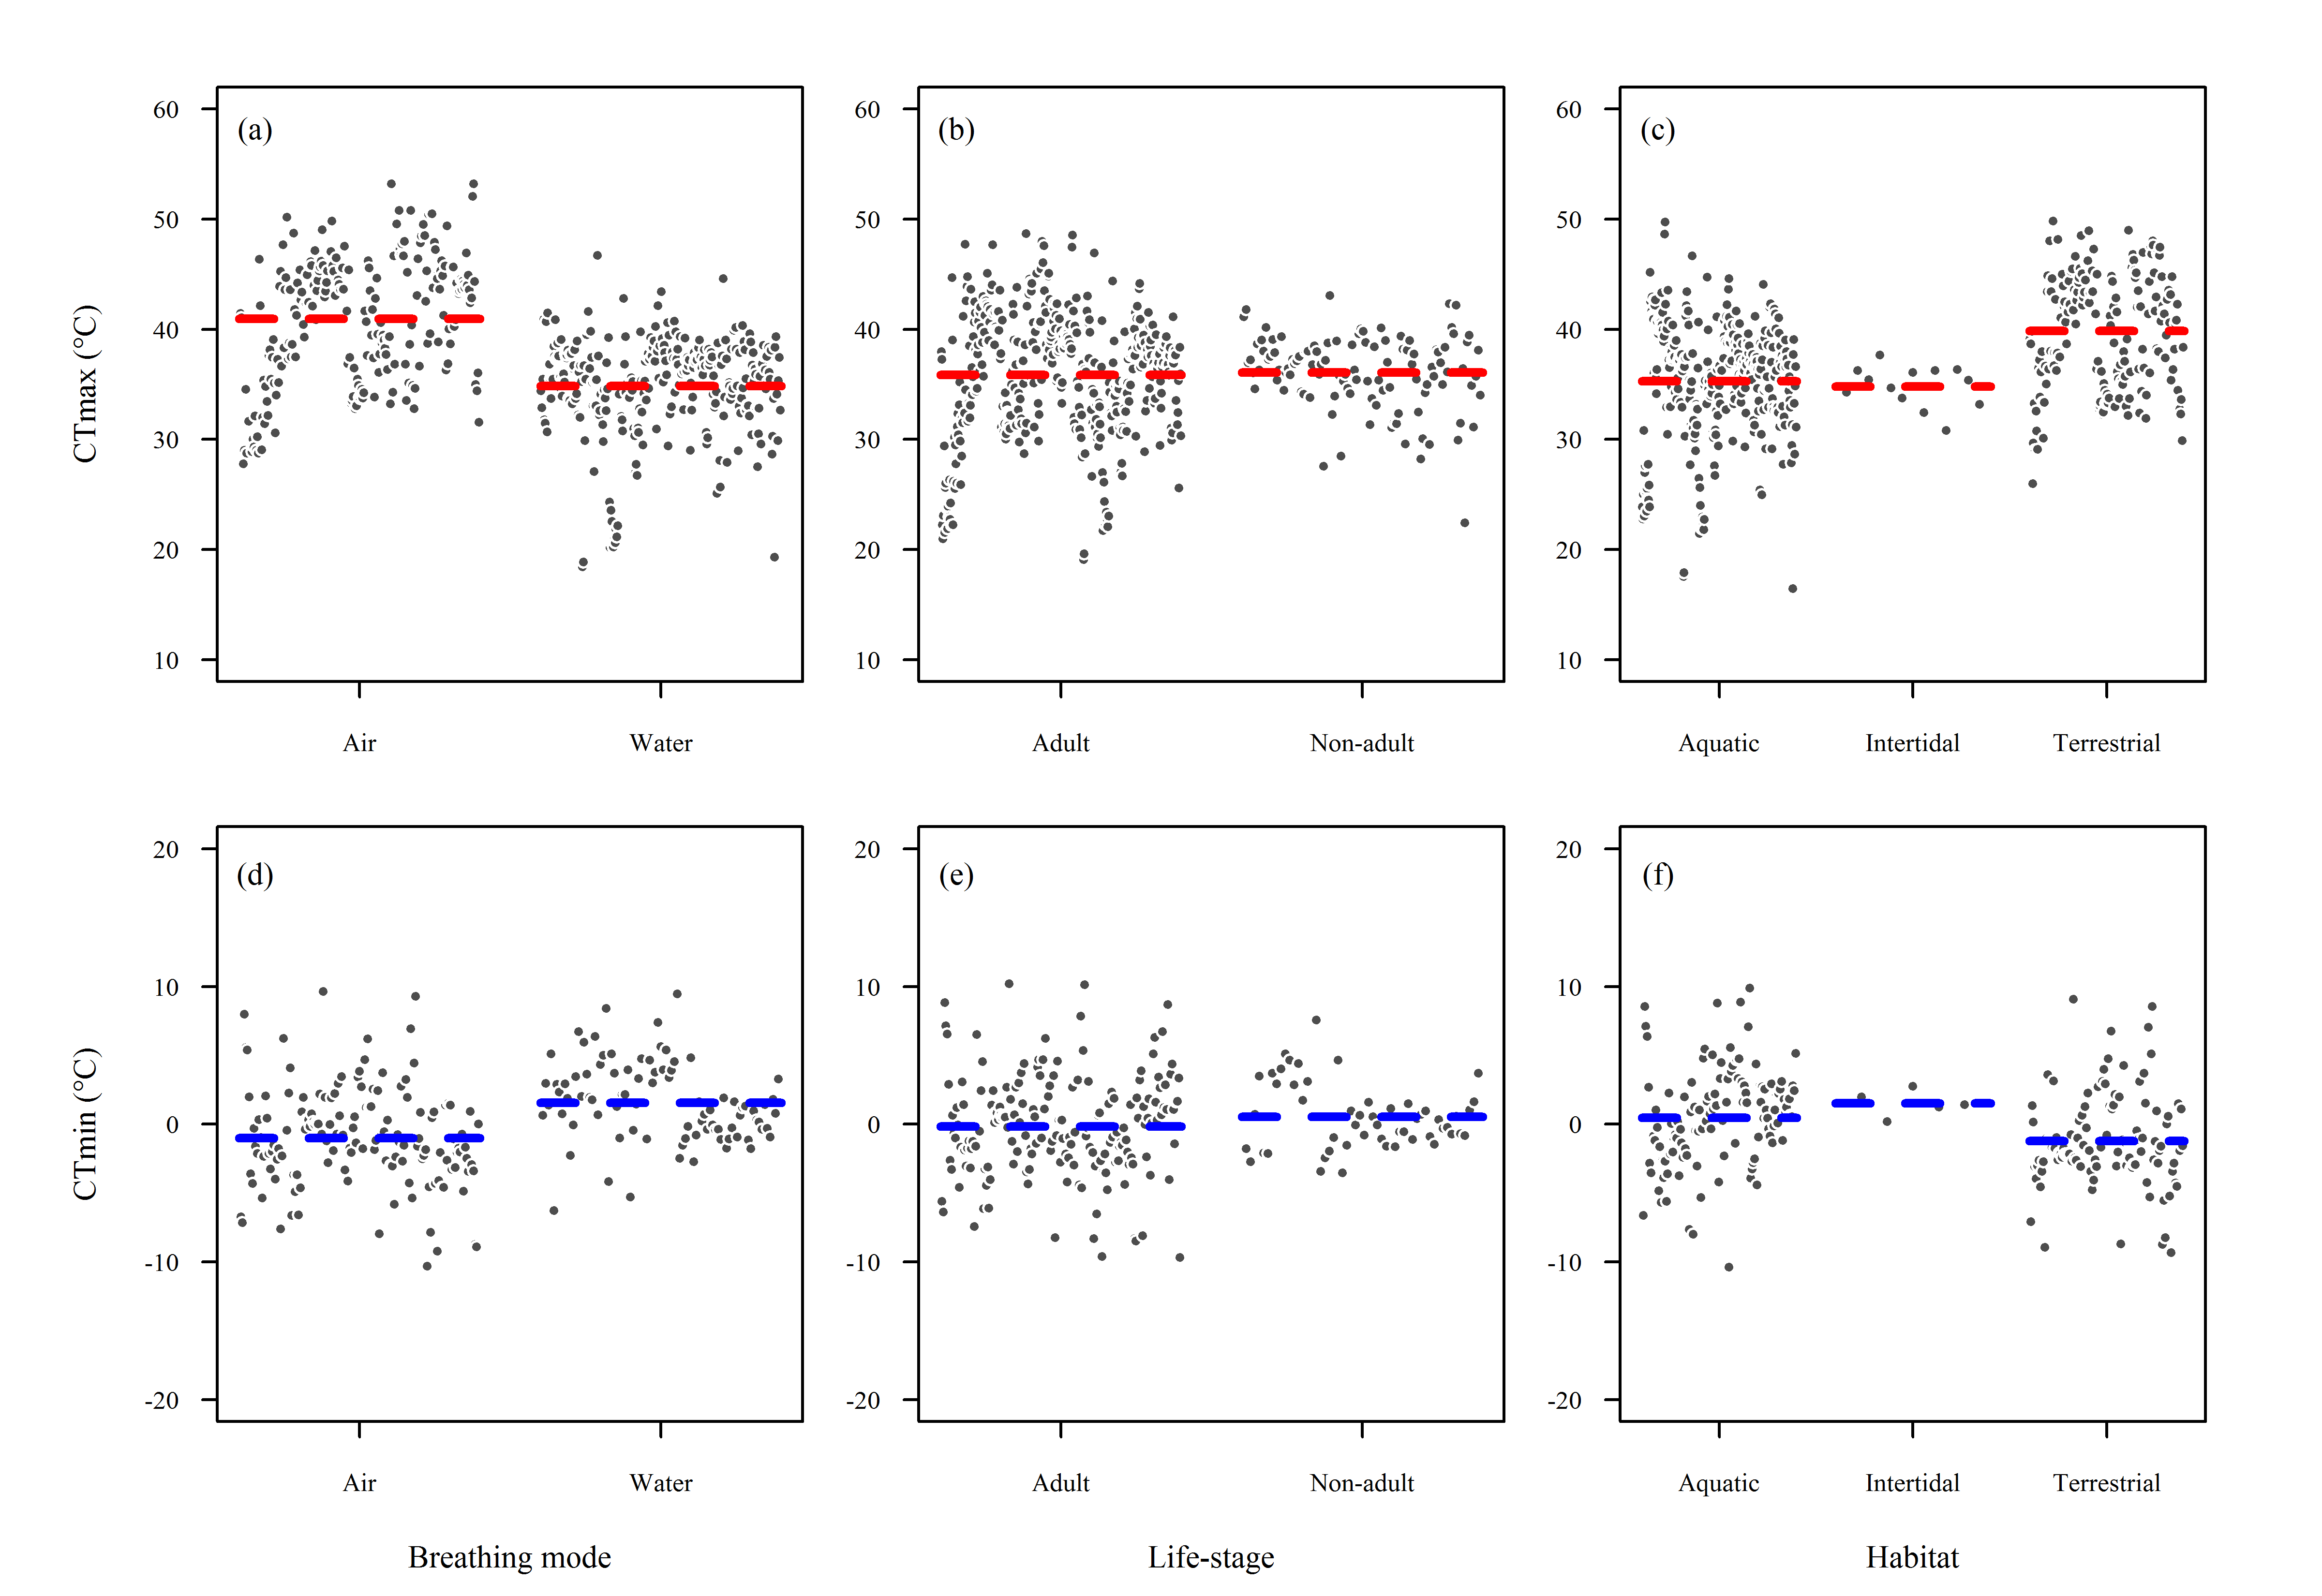 (a)
(b)
(c)
CTmax (°C)
60
50
40
30
20
10
60
50
40
30
20
10
60
50
40
30
20
10
Air
Water
Adult
Non-adult
Aquatic
Intertidal
Terrestrial
(d)
(e)
(f)
CTmin (°C)
20
10
0
-10
-20
20
10
0
-10
-20
20
10
0
-10
-20
Air
Water
Adult
Non-adult
Aquatic
Intertidal
Terrestrial
Breathing mode
Life-stage
Habitat